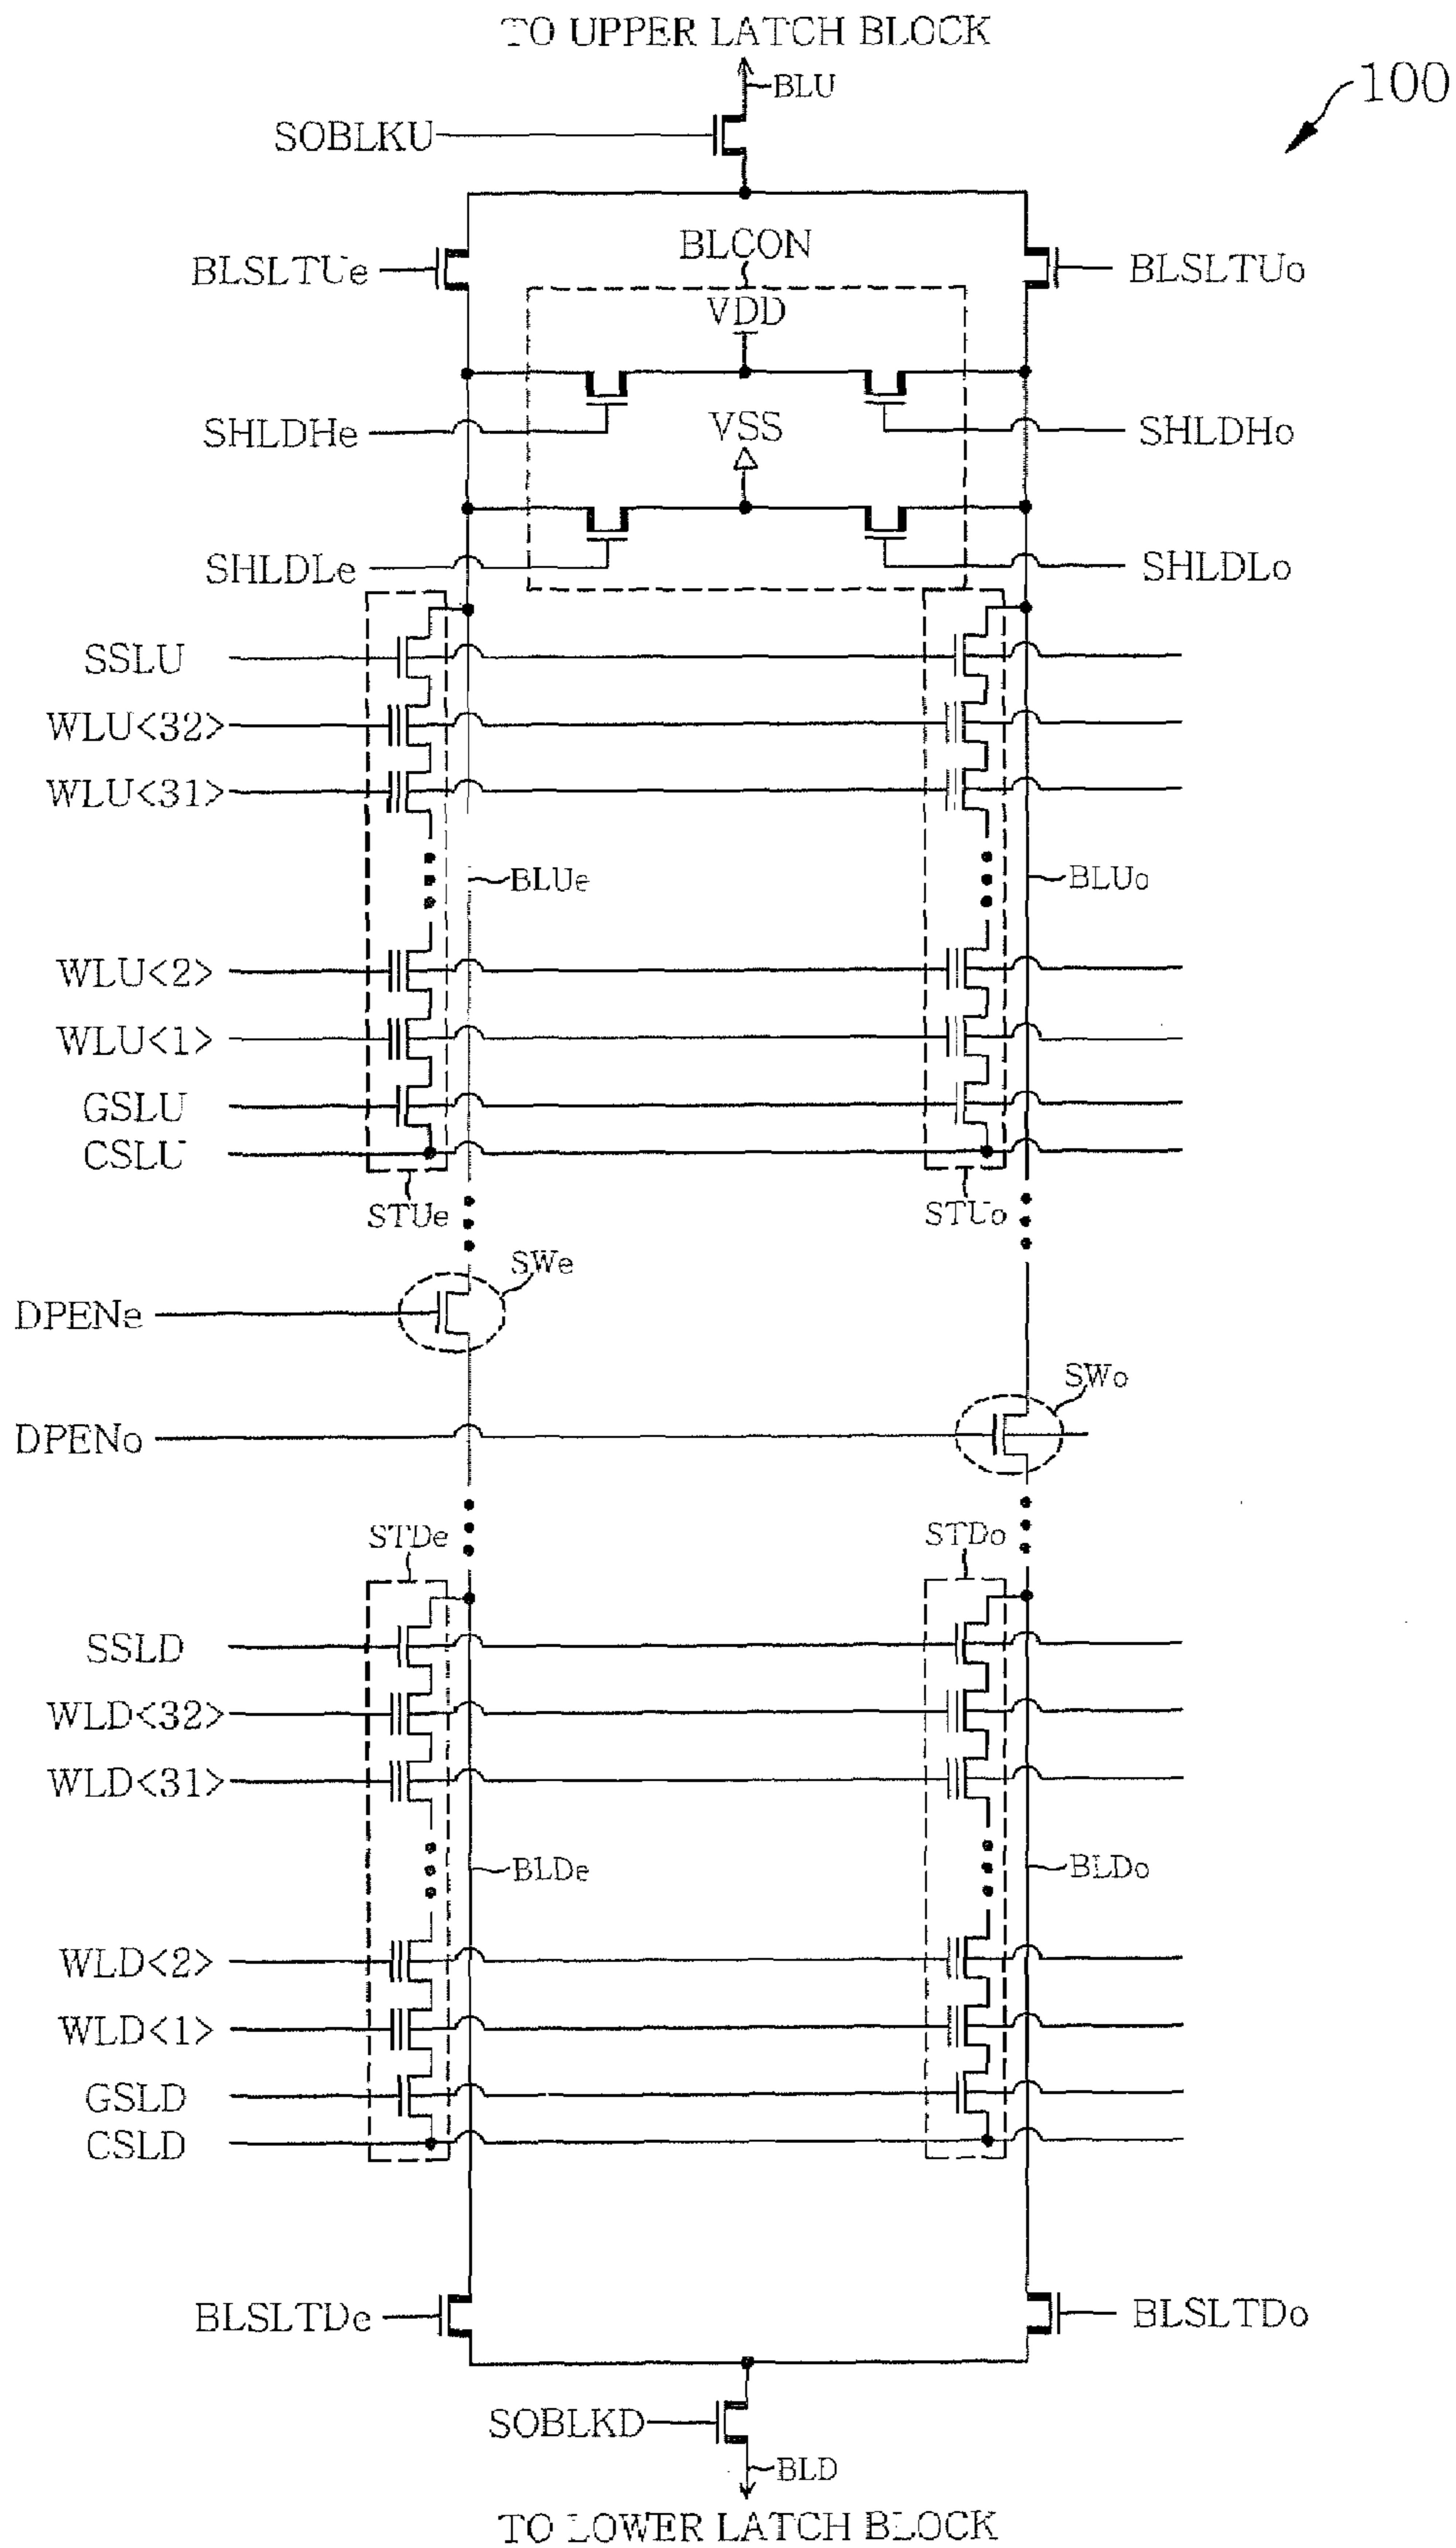 TO UPPER LATCH BLOCK
BLU
100
SOBLKU
BLCON
BLSLTUe
BLSLTUo
VDD
SHLDHe
VSS
SHLDHo
SHLDLe
SHLDLo
SSLU
WLU<32>
WLU<31>
BLUe
BLUo
WLU<2>
WLU<1>
GSLU
CSLU
STUe
STUo
SWe
DPENe
SWo
DPENo
STDe
STDo
SSLD
WLD<32>
WLD<31>
BLDe
BLDo
WLD<2>
WLD<1>
GSLD
CSLD
BLSLTDe
BLSLTDo
SOBLKD
BLD
TO LOWER LATCH BLOCK